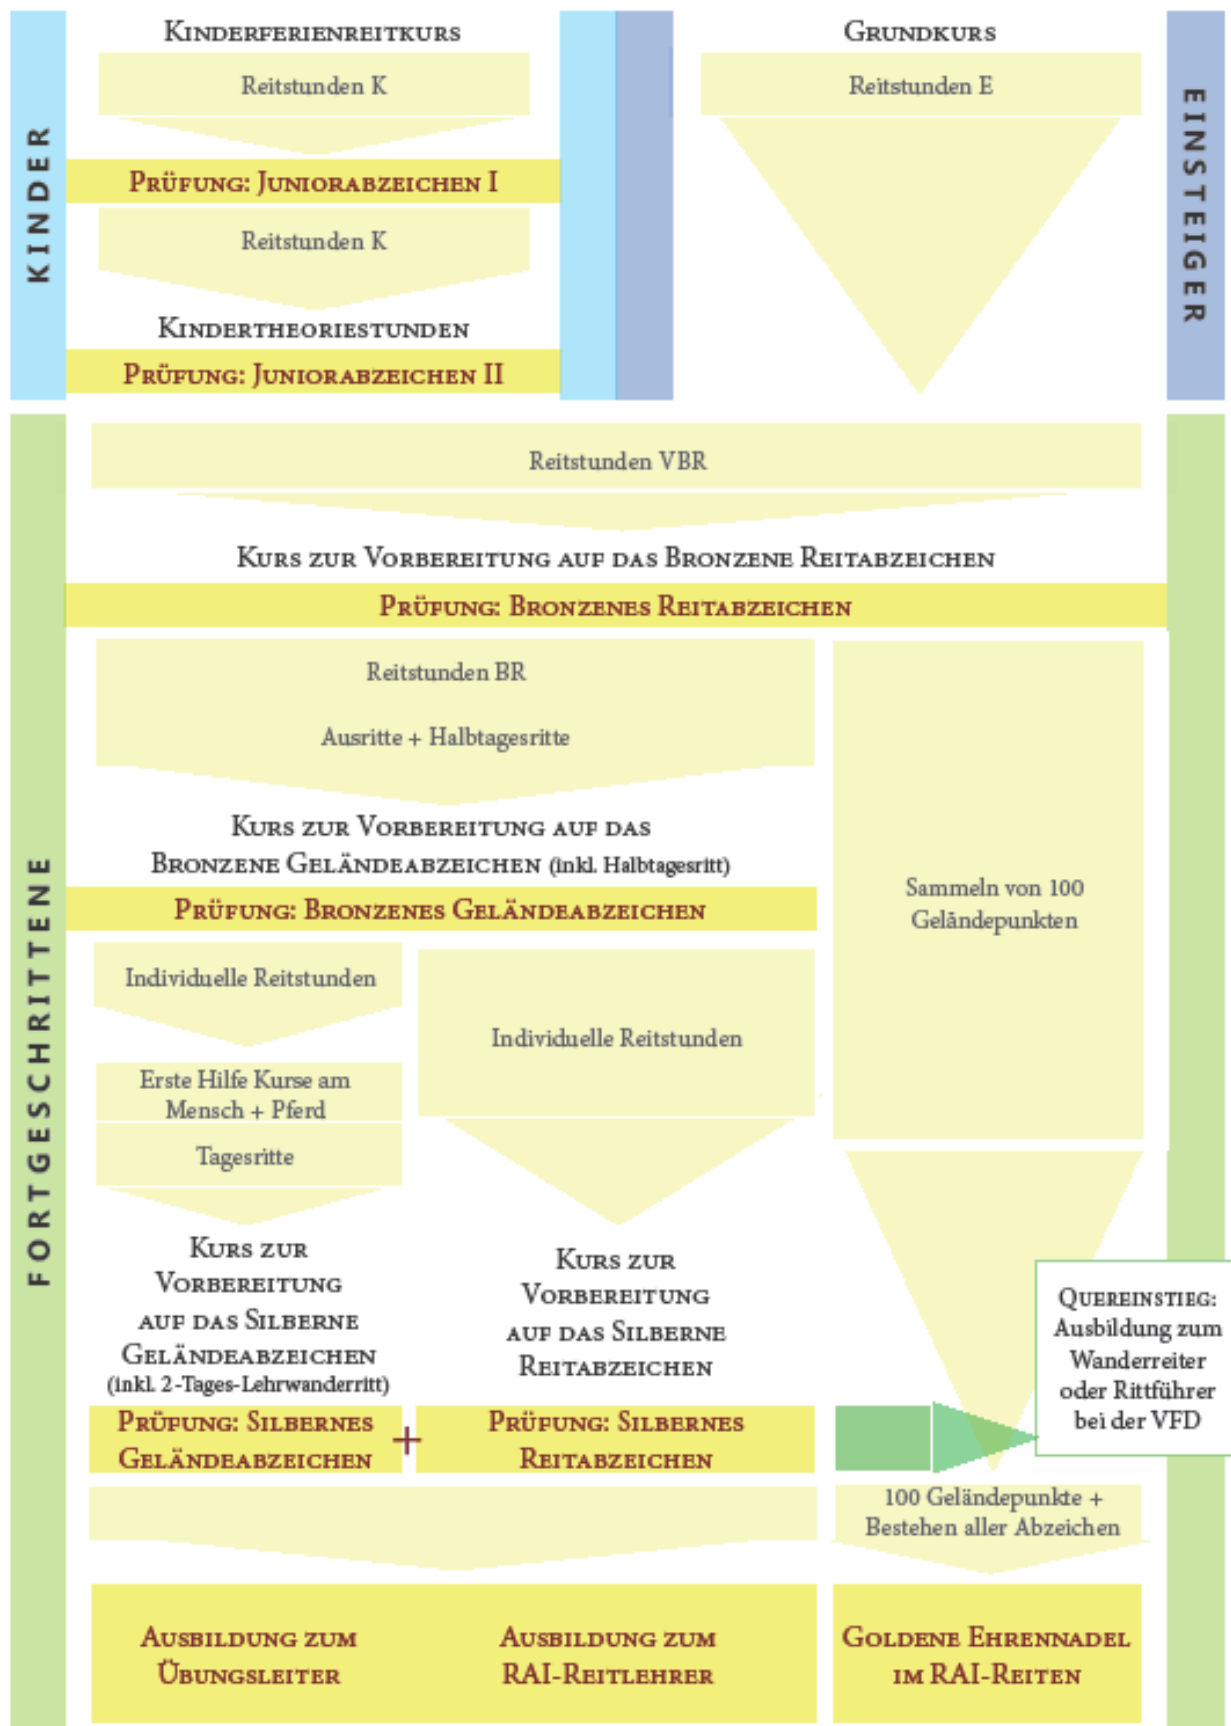 KINDERFERIENREITKURS
Reitstunden K
PRÜFUNG: JUNIORABZEICHEN I
Reitstunden K
KINDERTHEORIESTUNDEN
PRÜFUNG: JUNIORABZEICHEN II
KINDER
GRUNDKURS
Reitstunden E
EINSTEIGER
Reitstunden VBR
KURS ZUR VORBEREITUNG AUF DAS BRONZENE REITABZEICHEN
PRÜFUNG: BRONZENES REITABZEICHEN
Reitstunden BR
Ausritte + Halbtagesritte
KURS ZUR VORBEREITUNG AUF DAS
BRONZENE GELÄNDEABZEICHEN (inkl. Halbtagesritt)
PRÜFUNG: BRONZENES GELÄNDEABZEICHEN
Sammeln von 100
Geländepunkten
FORTGESCHRITTENE
Individuelle Reitstunden
Erste Hilfe Kurse am
Mensch + Pferd
Tagesritte
KURS ZUR
VORBEREITUNG
AUF DAS SILBERNE
GELÄNDEABZEICHEN
(inkl. 2-Tages-Lehrwanderritt)
PRÜFUNG: SILBERNES
GELÄNDEABZEICHEN
+
Individuelle Reitstunden
KURS ZUR
VORBEREITUNG
AUF DAS SILBERNE
REITABZEICHEN
PRÜFUNG: SILBERNES
REITABZEICHEN
QUEREINSTIEG:
Ausbildung zum
Wanderreiter
oder Rittführer
bei der VFD
100 Geländepunkte +
Bestehen aller Abzeichen
AUSBILDUNG ZUM
ÜBUNGSLEITER
AUSBILDUNG ZUM
RAI-REITLEHRER
GOLDENE EHRENNADEL
IM RAI-REITEN